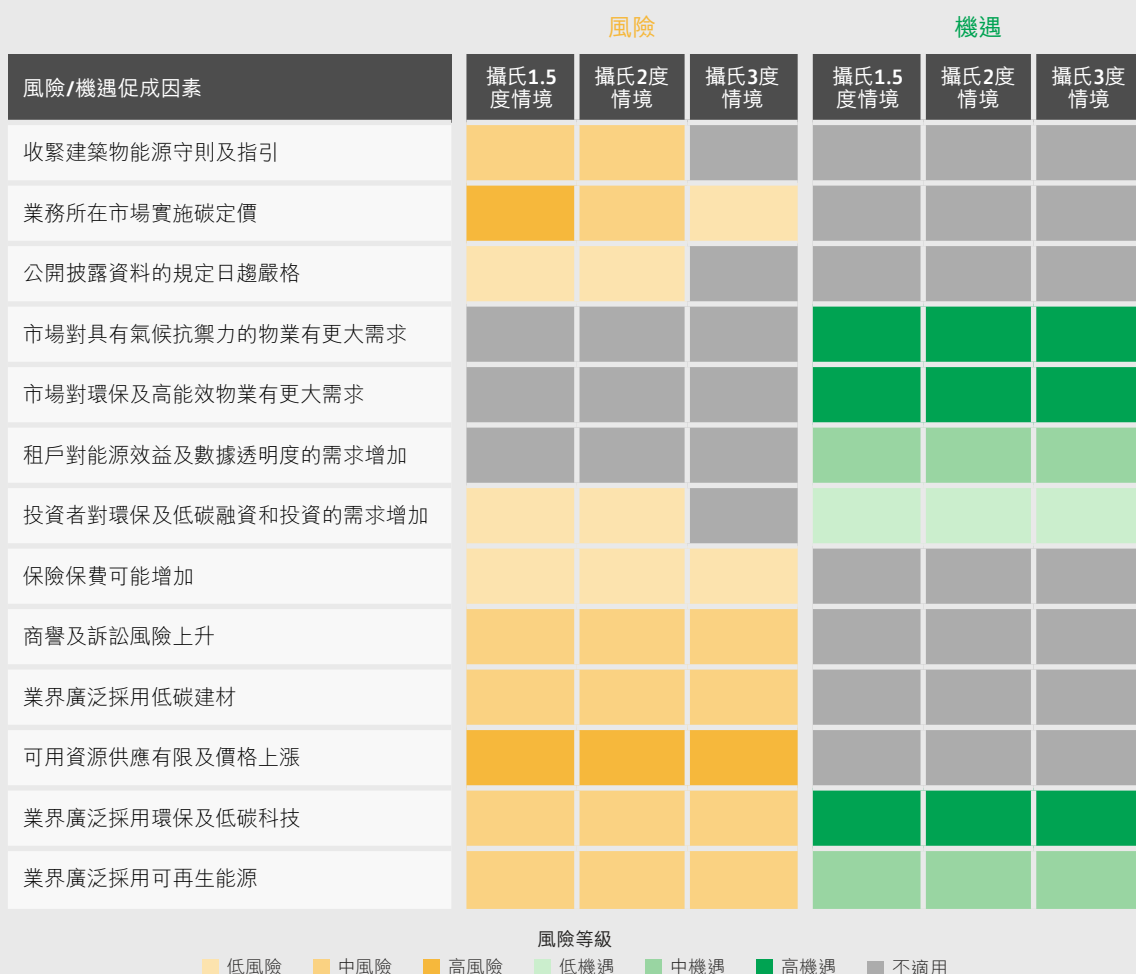 風險 機遇
風險/機遇促成因素 攝氏1.5 攝氏2度 攝氏3度 攝氏1.5 攝氏2度 攝氏3度
度情境 情境 情境 度情境 情境 情境
收緊建築物能源守則及指引
業務所在市場實施碳定價
公開披露資料的規定日趨嚴格
市場對具有氣候抗禦力的物業有更大需求
市場對環保及高能效物業有更大需求
租戶對能源效益及數據透明度的需求增加
投資者對環保及低碳融資和投資的需求增加
保險保費可能增加
商譽及訴訟風險上升
業界廣泛採用低碳建材
可用資源供應有限及價格上漲
業界廣泛採用環保及低碳科技
業界廣泛採用可再生能源
風險等級
低風險 中風險 高風險 低機遇 中機遇 高機遇 不適用